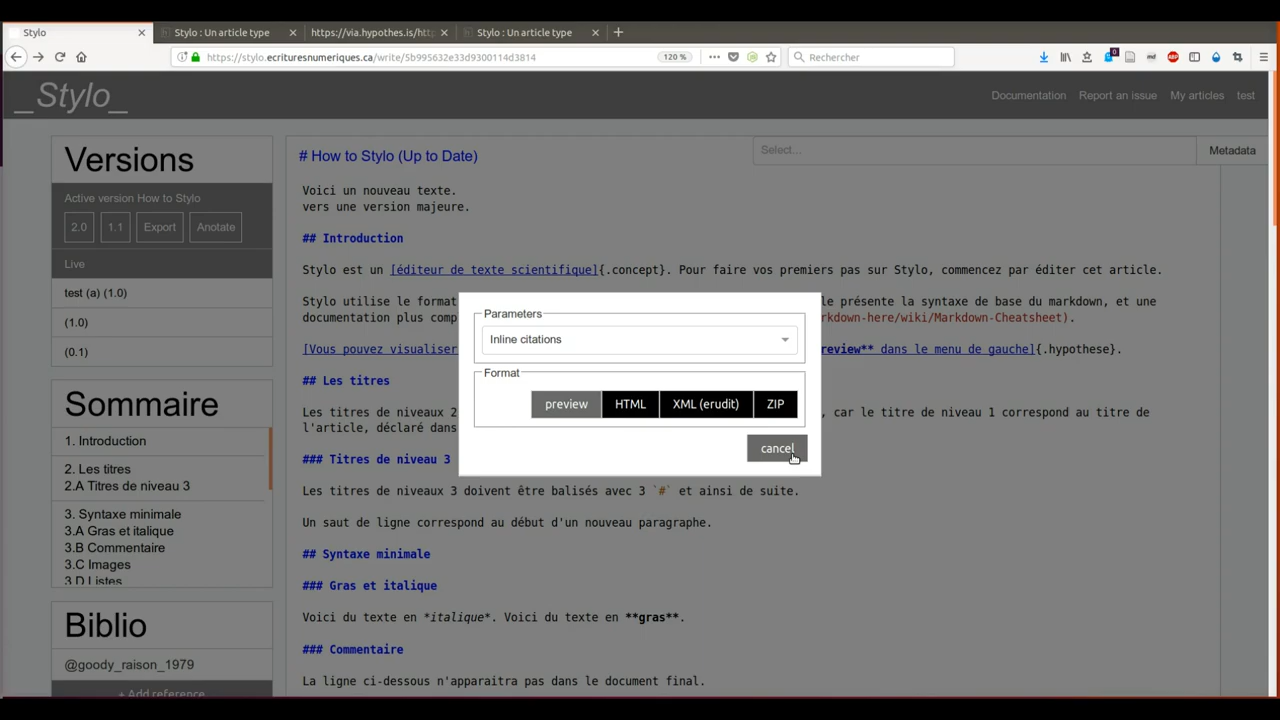 Stylo
Stylo : Un article type
https://via.hypothes.is/http
Stylo : Un article type
https://stylo.ecrituresnumeriques.ca/write/5b995632e33d9300114d3814
120 %
Rechercher
0
_Stylo_
Documentation
Report an issue
My articles
test
Versions
Active version How to Stylo
2.0
1.1
Export
Anotate
Live
test (a) (1.0)
(1.0)
(0.1)
Sommaire
1. Introduction
2. Les titres
2.A Titres de niveau 3
3. Syntaxe minimale
3.A Gras et italique
3.B Commentaire
3.C Images
3.D Listes
Biblio
@goody_raison_1979
+ Add reference
# How to Stylo (Up to Date)
Select...
Metadata
Voici un nouveau texte.
vers une version majeure.
## Introduction
Stylo est un [éditeur de texte scientifique]{.concept}. Pour faire vos premiers pas sur Stylo, commencez par éditer cet article.
Stylo utilise le format le présente la syntaxe de base du markdown, et une
documentation plus comp rkdown-here/wiki/Markdown-Cheatsheet).
[Vous pouvez visualiser review** dans le menu de gauche]{.hypothese}.
## Les titres
Les titres de niveaux 2 , car le titre de niveau 1 correspond au titre de
l'article, déclaré dans
### Titres de niveau 3
Les titres de niveaux 3 doivent être balisés avec 3 `#` et ainsi de suite.
Un saut de ligne correspond au début d'un nouveau paragraphe.
## Syntaxe minimale
### Gras et italique
Voici du texte en *italique*. Voici du texte en **gras**.
### Commentaire
La ligne ci-dessous n'apparaitra pas dans le document final.
Parameters
Inline citations
Format
preview
HTML
XML (erudit)
ZIP
cancel